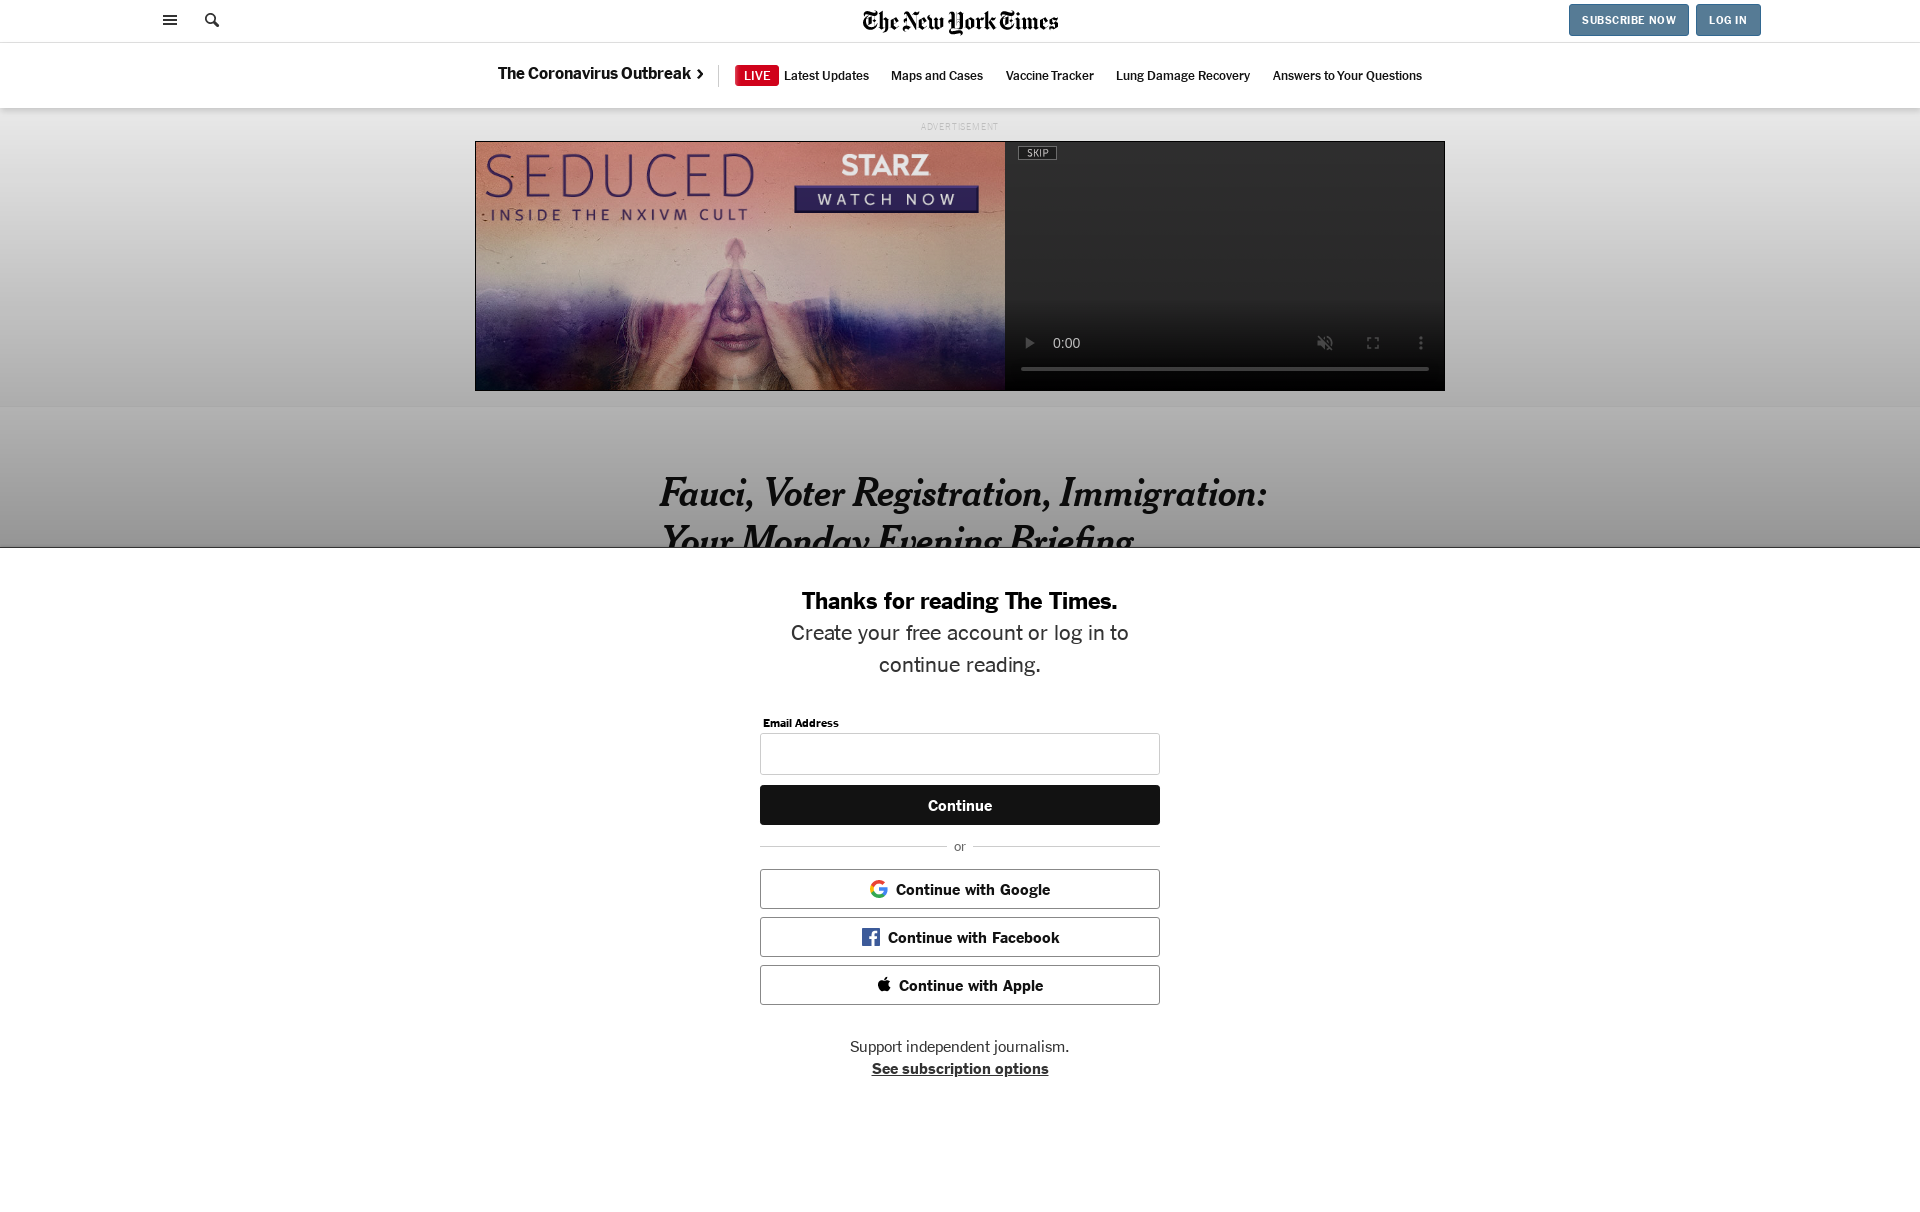 The New York Times
SUBSCRIBE NOW
LOG IN
The Coronavirus Outbreak
LIVE Latest Updates
Maps and Cases
Vaccine Tracker
Lung Damage Recovery
Answers to Your Questions
ADVERTISEMENT
SEDUCED
INSIDE THE NXIVM CULT
STARZ
WATCH NOW
SKIP
0:00
Fauci, Voter Registration, Immigration:
Your Monday Evening Briefing
Thanks for reading The Times.
Create your free account or log in to
continue reading.
Email Address
Continue
or
Continue with Google
Continue with Facebook
Continue with Apple
Support independent journalism.
See subscription options